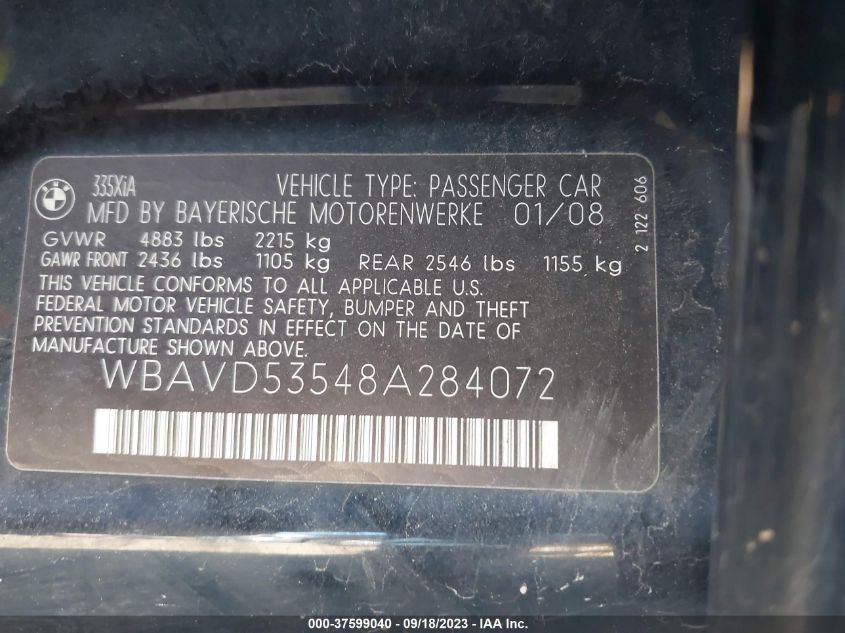 BMW
335XiA VEHICLE TYPE: PASSENGER CAR
MFD BY BAYERISCHE MOTORENWERKE 01/08
GVWR 4883 lbs 2215 kg
GAWR FRONT 2436 lbs 1105 kg REAR 2546 lbs 1155 kg
THIS VEHICLE CONFORMS TO ALL APPLICABLE U.S.
FEDERAL MOTOR VEHICLE SAFETY, BUMPER AND THEFT
PREVENTION STANDARDS IN EFFECT ON THE DATE OF
MANUFACTURE SHOWN ABOVE.
WBAVD53548A284072
2 122 606
000-37599040 - 09/18/2023 - IAA Inc.